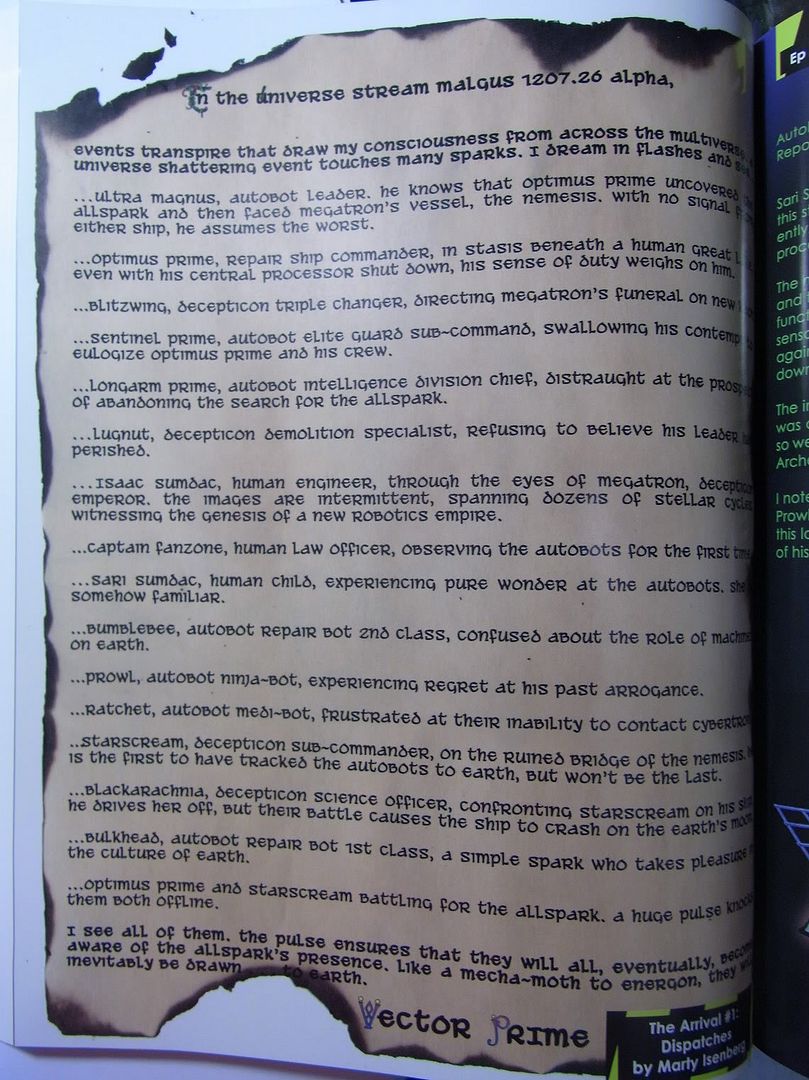 In the universe stream malgus 1207.26 alpha,
events transpire that draw my consciousness from across the multiverse. a
universe shattering event touches many sparks. I dream in flashes and
...ultra magnus, autobot leader. he knows that optimus prime uncovered
allspark and then faced megatron's vessel, the nemesis. with no signal
either ship, he assumes the worst.
...optimus prime, repair ship commander, in stasis beneath a human great
even with his central processor shut down, his sense of duty weighs on him.
...blitzwing, decepticon triple changer, directing megatron's funeral on new
...sentinel prime, autobot elite guard sub-command, swallowing his contempt
eulogize optimus prime and his crew.
...longarm prime, autobot intelligence division chief, distraught at the
of abandoning the search for the allspark.
...lugnut, decepticon demolition specialist, refusing to believe his leader
perished.
...isaac sumdac, human engineer, through the eyes of megatron, decepticon
emperor. the images are intermittent, spanning dozens of stellar cycles
witnessing the genesis of a new robotics empire.
...captain fanzone, human law officer, observing the autobots for the first
...sari sumdac, human child, experiencing pure wonder at the autobots. she
somehow familiar.
...bumblebee, autobot repair bot 2nd class, confused about the role of machines
on earth.
...prowl, autobot ninja-bot, experiencing regret at his past arrogance.
...ratchet, autobot medi-bot, frustrated at their inability to contact cybertron
..starscream, decepticon sub-commander, on the ruined bridge of the nemesis.
is the first to have tracked the autobots to earth, but won't be the last.
...blackarachnia, decepticon science officer, confronting starscream on his
he drives her off, but their battle causes the ship to crash on the earth's moon
...bulkhead, autobot repair bot 1st class, a simple spark who takes pleasure
the culture of earth.
...optimus prime and starscream battling for the allspark. a huge pulse
them both offline.
I see all of them. the pulse ensures that they will all, eventually,
aware of the allspark's presence. like a mecha-moth to energon, they
inevitably be drawn to earth.
Vector Prime
The Arrival #1:
Dispatches
by Marty Isenberg
Ep
Sari S
this
The
and
down
The
was
so we
Arche
I note
Prowl
this
of his